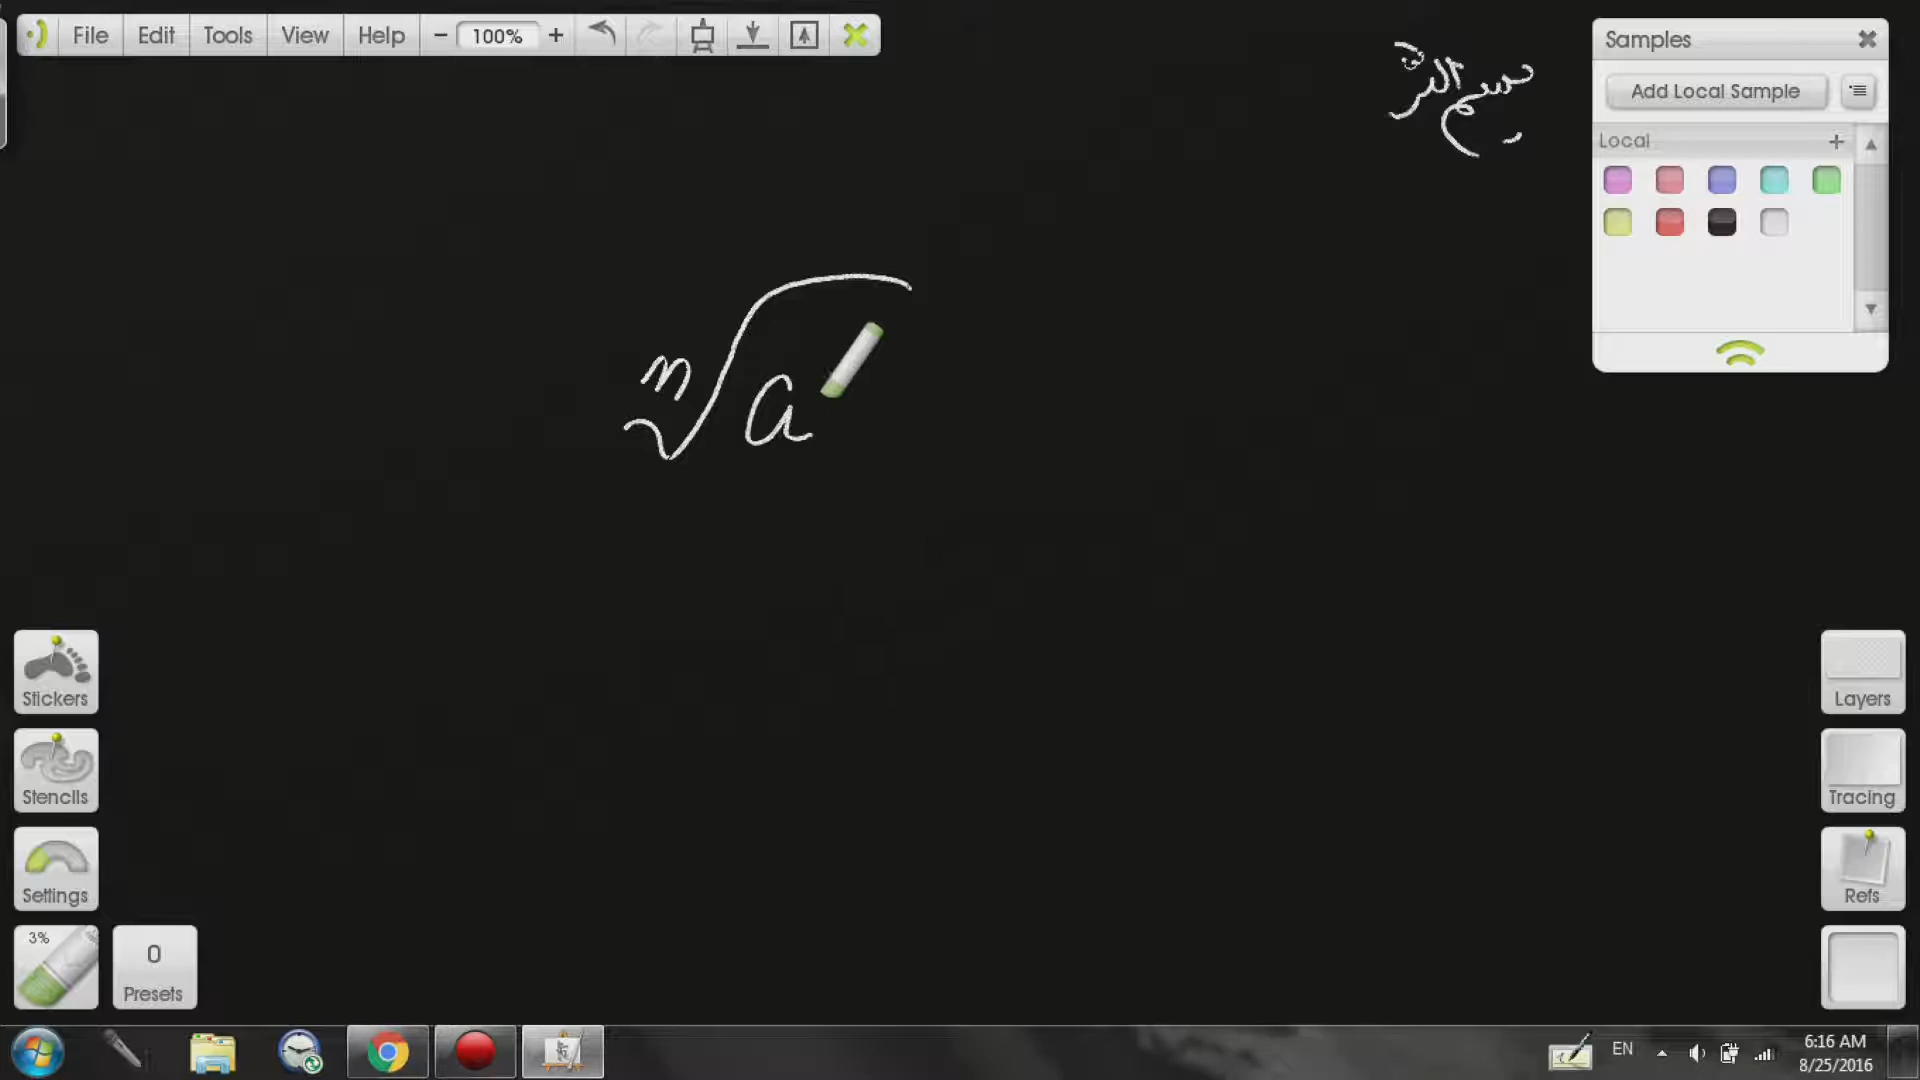 File Edit Tools View Help − 100% +
بسم الله
Samples
Add Local Sample
Local +
n√a
Stickers
Stencils
Settings
3%
0
Presets
Layers
Tracing
Refs
EN
6:16 AM
8/25/2016